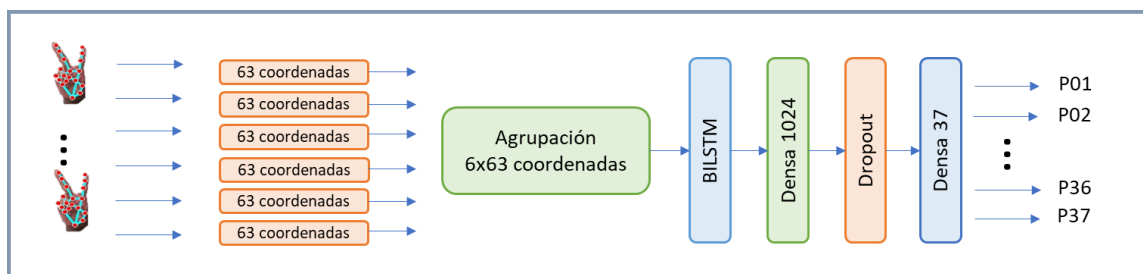 63 coordenadas
63 coordenadas
63 coordenadas
63 coordenadas
63 coordenadas
63 coordenadas
Agrupación
6x63 coordenadas
BILSTM
Densa 1024
Dropout
Densa 37
P01
P02
P36
P37